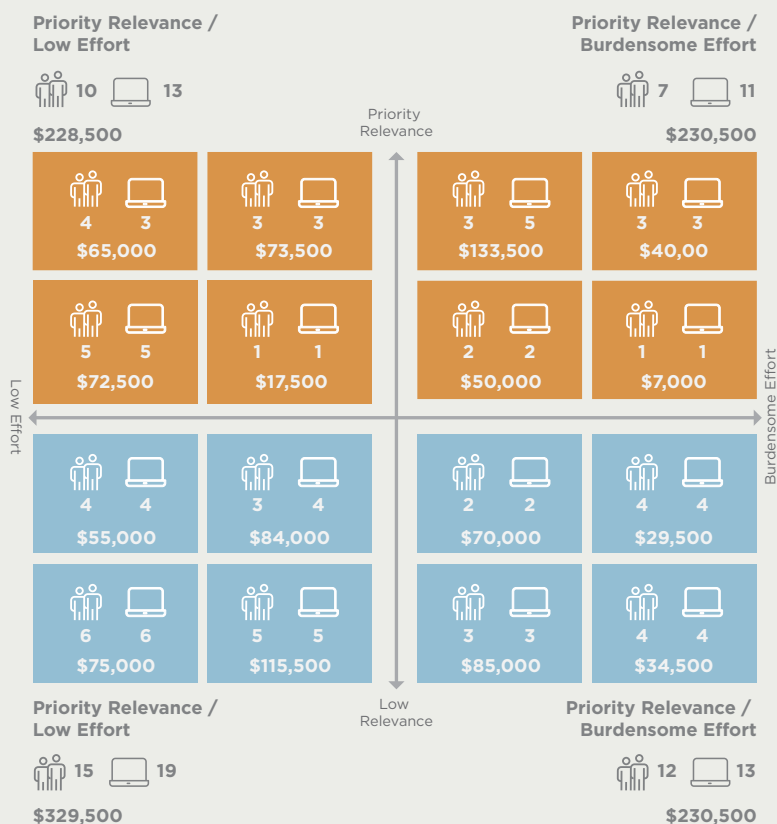 Priority Relevance /
Low Effort
10 13
$228,500
Priority Relevance /
Burdensome Effort
7 11
$230,500
Priority
Relevance
4 3
$65,000
3 3
$73,500
3 5
$133,500
3 3
$40,00
5 5
$72,500
1 1
$17,500
2 2
$50,000
1 1
$7,000
Low Effort
Burdensome Effort
4 4
$55,000
3 4
$84,000
2 2
$70,000
4 4
$29,500
6 6
$75,000
5 5
$115,500
3 3
$85,000
4 4
$34,500
Low
Relevance
Priority Relevance /
Low Effort
15 19
$329,500
Priority Relevance /
Burdensome Effort
12 13
$230,500